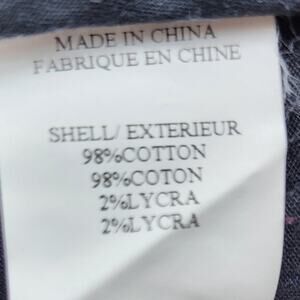 MADE IN CHINA
FABRIQUE EN CHINE
SHELL/ EXTERIEUR
98%COTTON
98%COTON
2%LYCRA
2%LYCRA